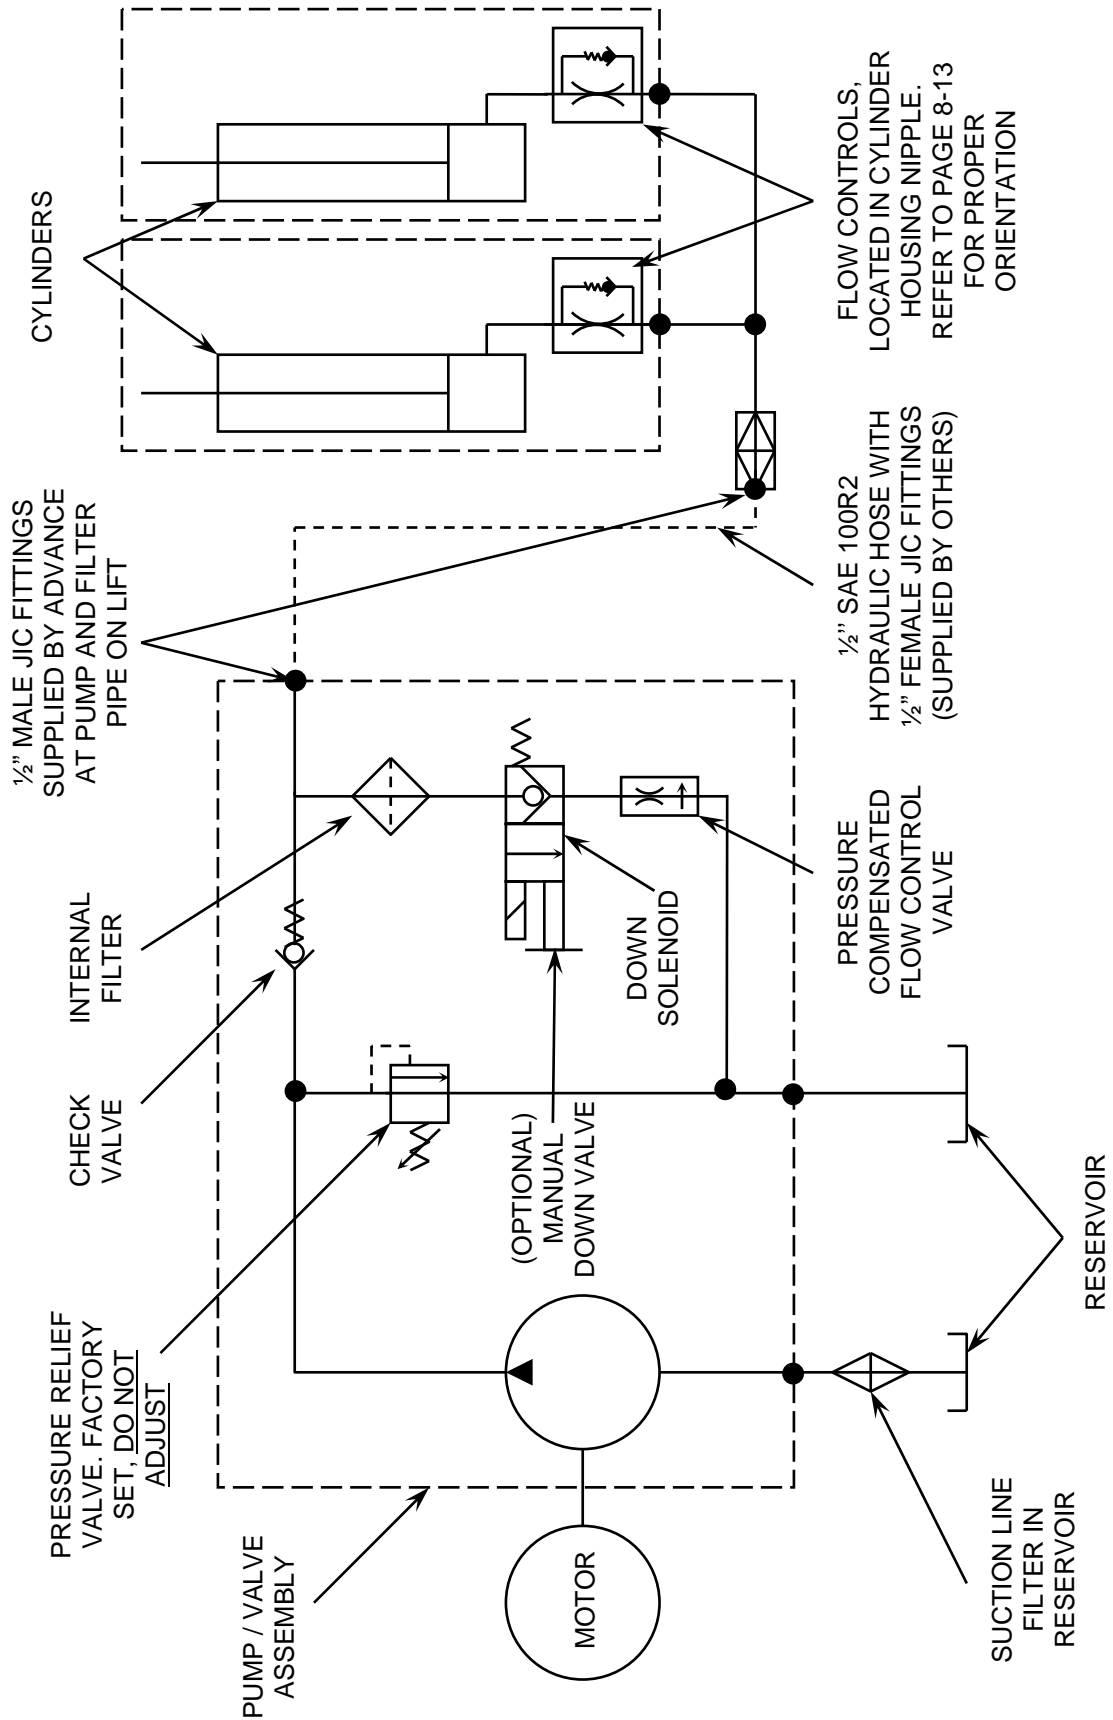 ½” MALE JIC FITTINGS
SUPPLIED BY ADVANCE
AT PUMP AND FILTER
PIPE ON LIFT
CYLINDERS
INTERNAL
FILTER
CHECK
VALVE
PRESSURE RELIEF
VALVE. FACTORY
SET, DO NOT
ADJUST
PUMP / VALVE
ASSEMBLY
MOTOR
(OPTIONAL)
MANUAL
DOWN VALVE
DOWN
SOLENOID
PRESSURE
COMPENSATED
FLOW CONTROL
VALVE
½” SAE 100R2
HYDRAULIC HOSE WITH
½” FEMALE JIC FITTINGS
(SUPPLIED BY OTHERS)
FLOW CONTROLS,
LOCATED IN CYLINDER
HOUSING NIPPLE.
REFER TO PAGE 8-13
FOR PROPER
ORIENTATION
SUCTION LINE
FILTER IN
RESERVOIR
RESERVOIR